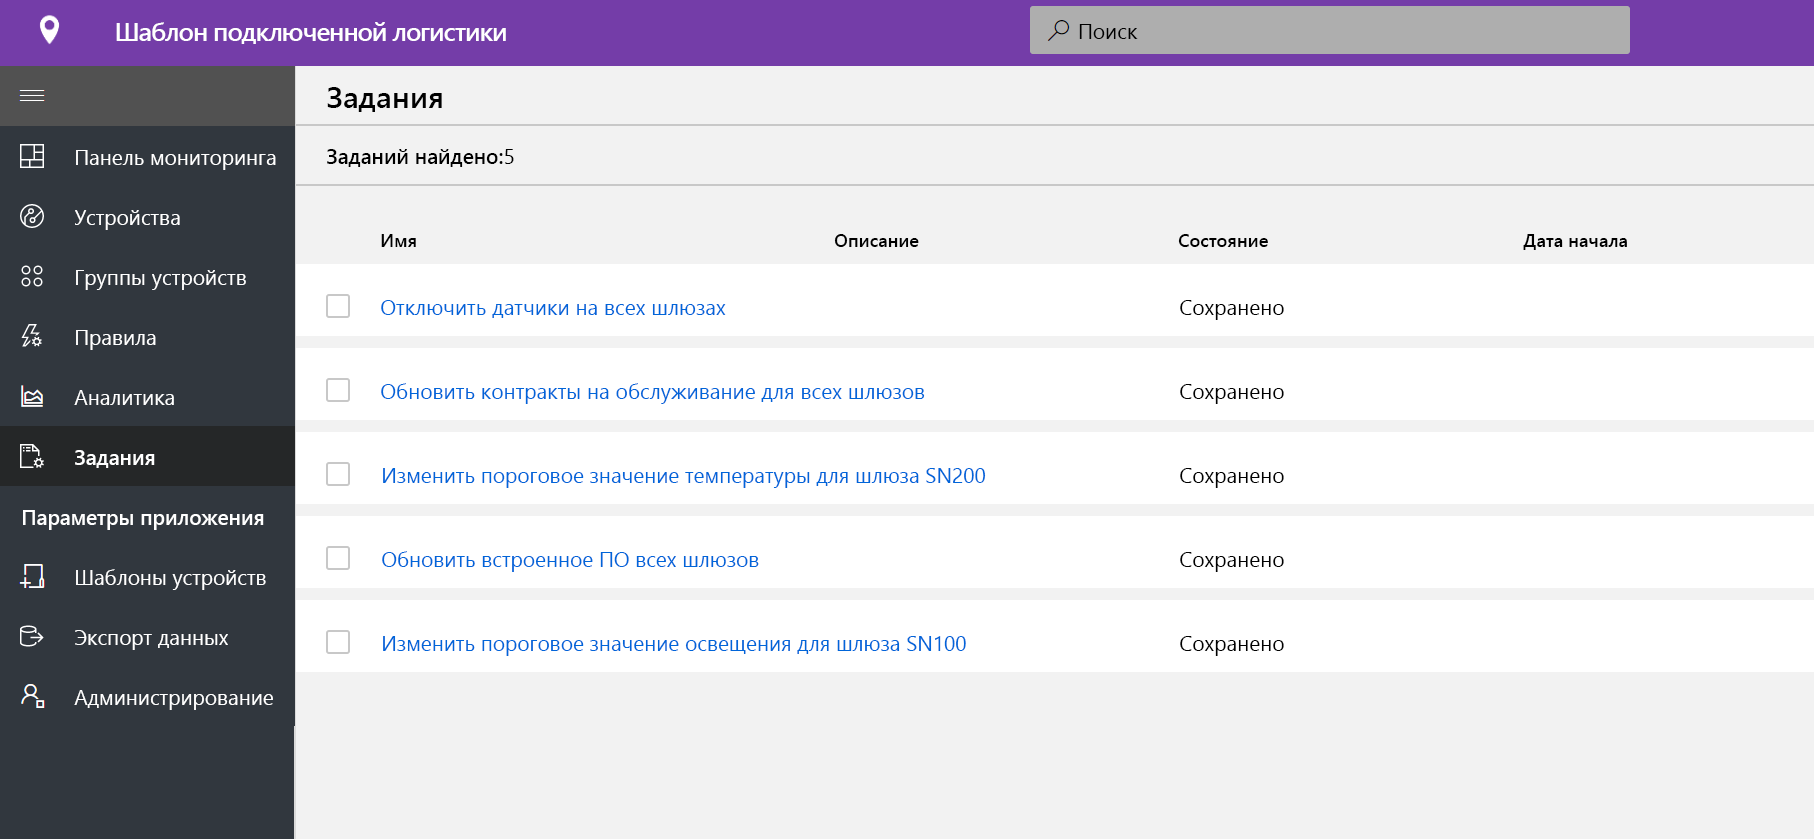 Шаблон подключенной логистики
Поиск
Панель мониторинга
Устройства
Группы устройств
Правила
Аналитика
Задания
Параметры приложения
Шаблоны устройств
Экспорт данных
Администрирование
Задания
Заданий найдено:5
Имя Описание Состояние Дата начала
Отключить датчики на всех шлюзах Сохранено
Обновить контракты на обслуживание для всех шлюзов Сохранено
Изменить пороговое значение температуры для шлюза SN200 Сохранено
Обновить встроенное ПО всех шлюзов Сохранено
Изменить пороговое значение освещения для шлюза SN100 Сохранено